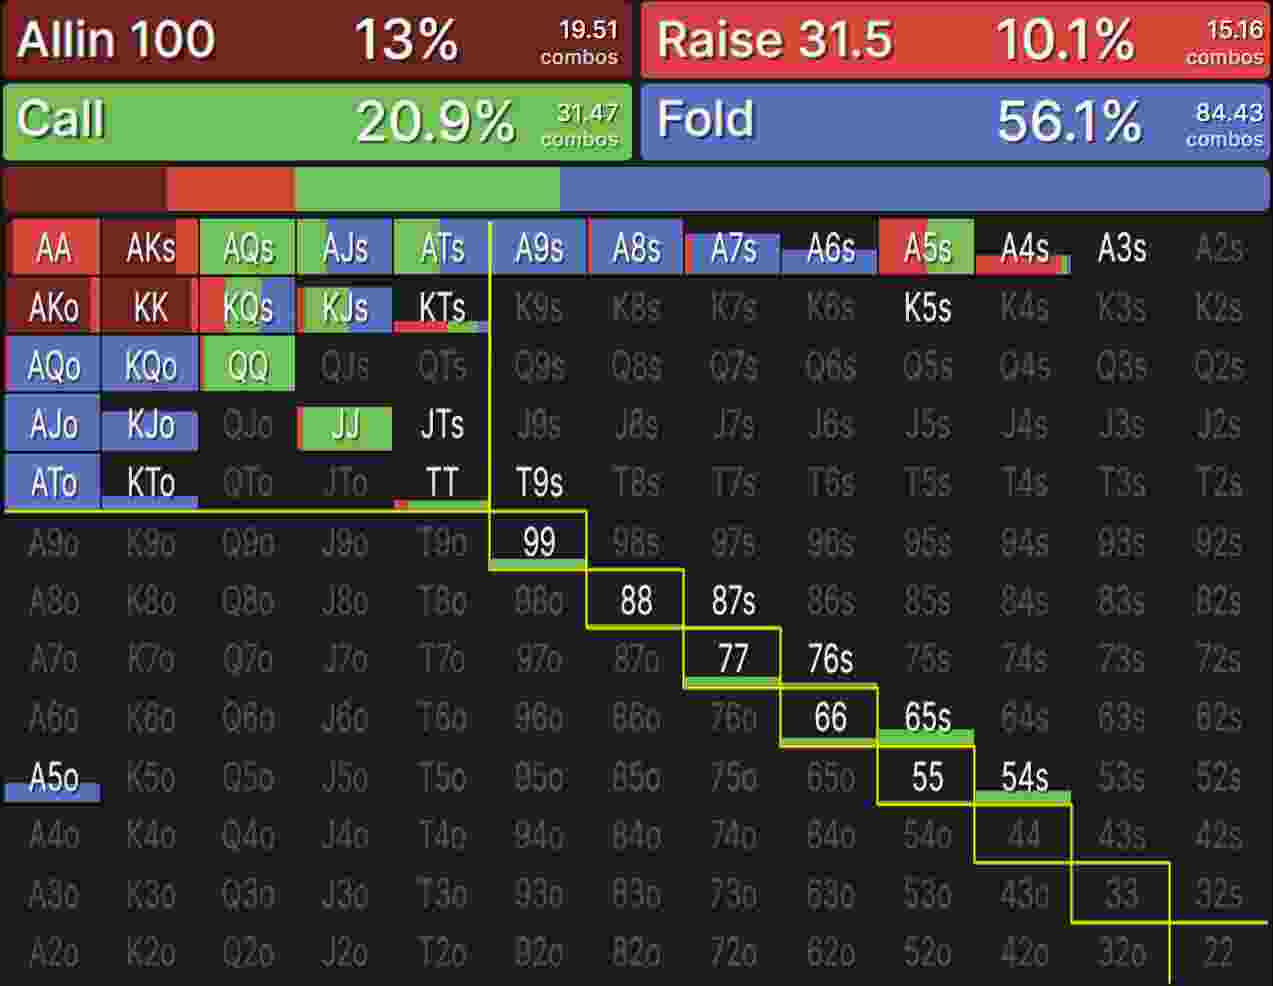 Allin 100 13% 19.51 combos Raise 31.5 10.1% 15.16 combos
Call 20.9% 31.47 combos Fold 56.1% 84.43 combos
AA AKs AQs AJs ATs A9s A8s A7s A6s A5s A4s A3s A2s
AKo KK KQs KJs KTs K9s K8s K7s K6s K5s K4s K3s K2s
AQo KQo QQ QJs QTs Q9s Q8s Q7s Q6s Q5s Q4s Q3s Q2s
AJo KJo QJo JJ JTs J9s J8s J7s J6s J5s J4s J3s J2s
ATo KTo QTo JTo TT T9s T8s T7s T6s T5s T4s T3s T2s
A9o K9o Q9o J9o T9o 99 98s 97s 96s 95s 94s 93s 92s
A8o K8o Q8o J8o T8o 98o 88 87s 86s 85s 84s 83s 82s
A7o K7o Q7o J7o T7o 97o 87o 77 76s 75s 74s 73s 72s
A6o K6o Q6o J6o T6o 96o 86o 76o 66 65s 64s 63s 62s
A5o K5o Q5o J5o T5o 95o 85o 75o 65o 55 54s 53s 52s
A4o K4o Q4o J4o T4o 94o 84o 74o 64o 54o 44 43s 42s
A3o K3o Q3o J3o T3o 93o 83o 73o 63o 53o 43o 33 32s
A2o K2o Q2o J2o T2o 92o 82o 72o 62o 52o 42o 32o 22